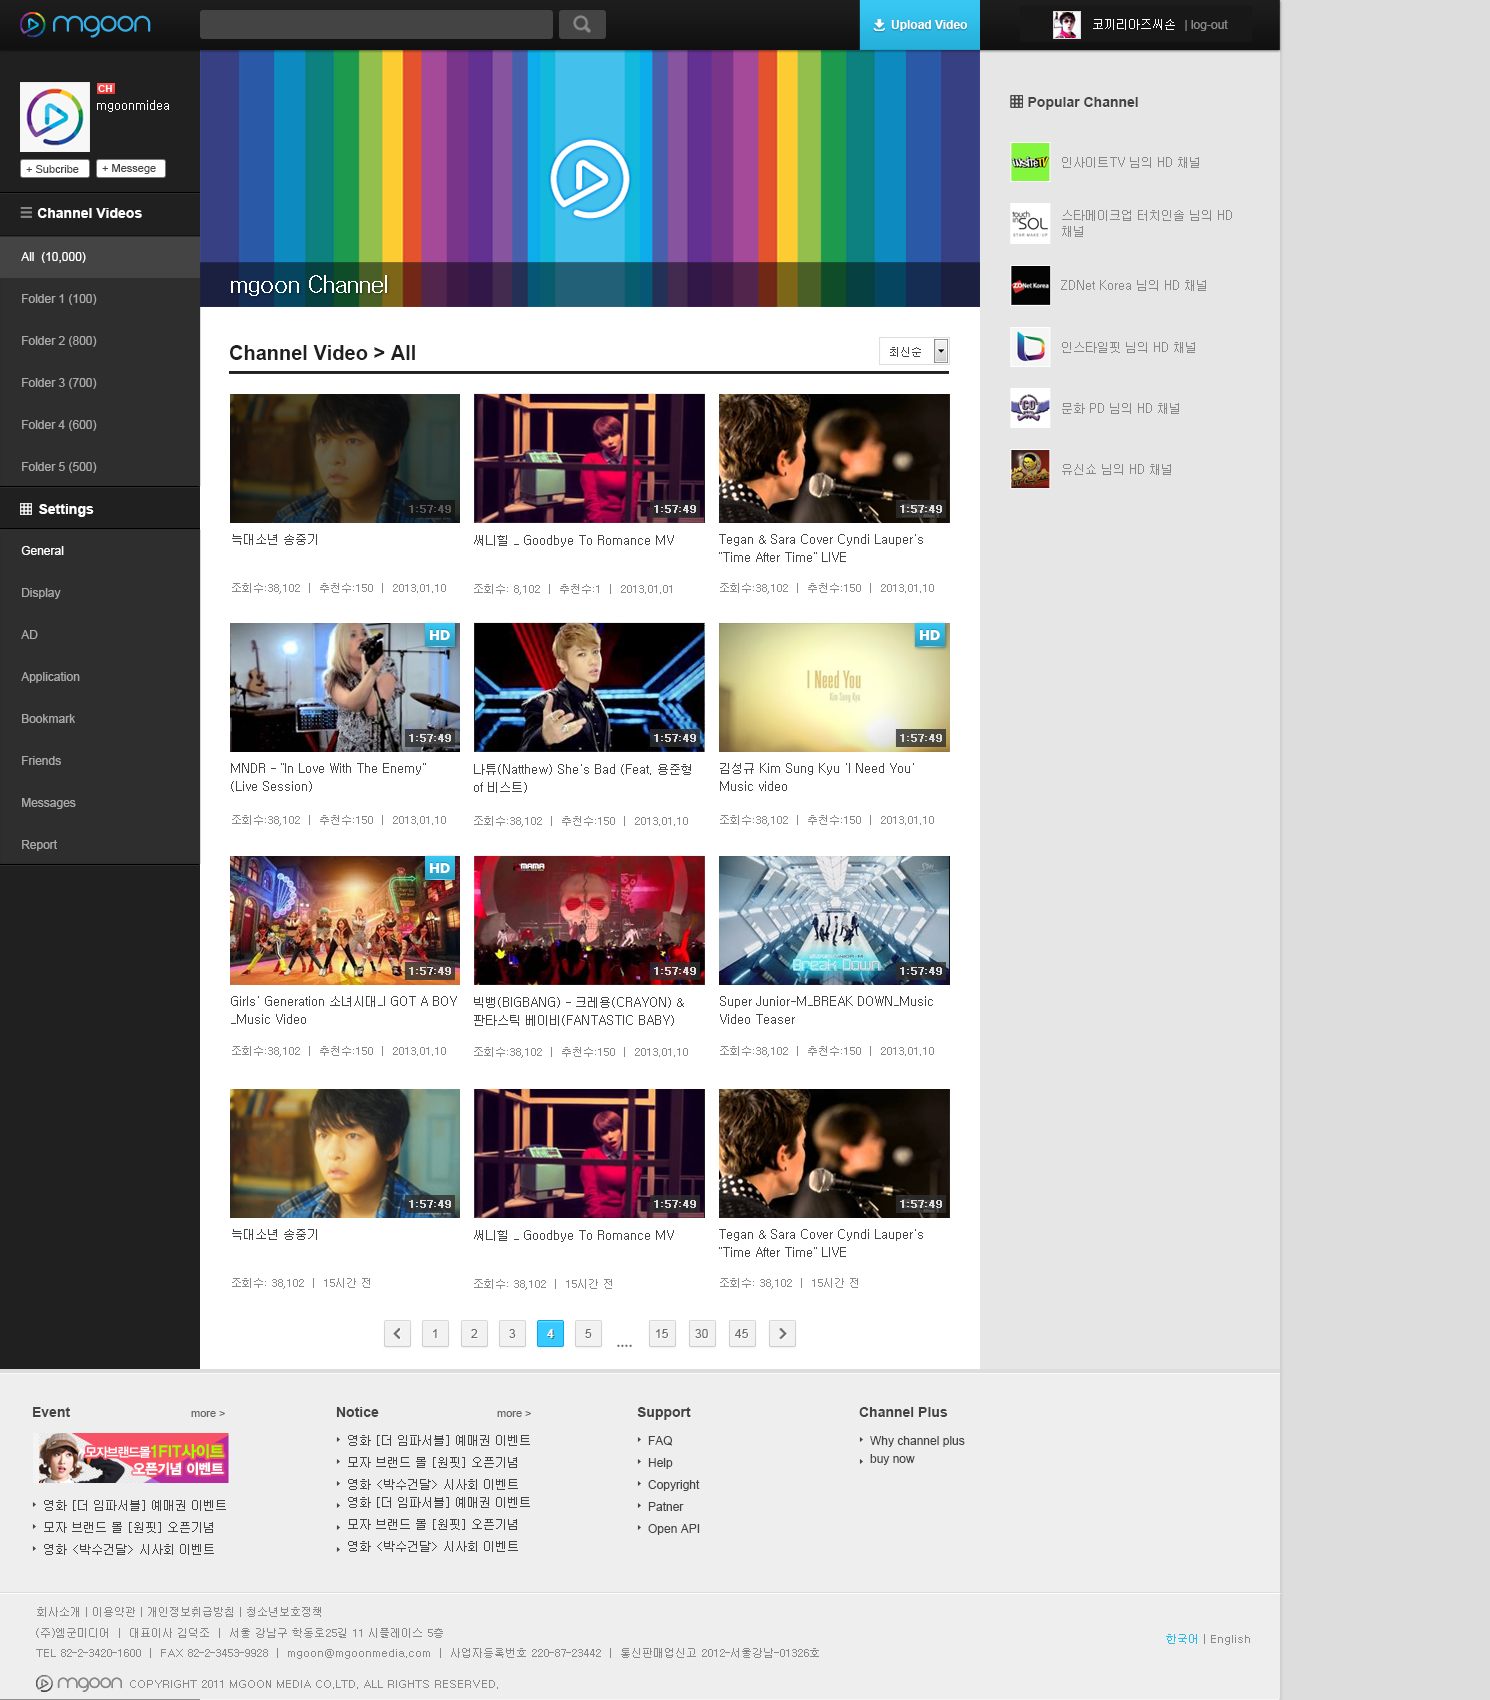 mgoon
Upload Video
코끼리아즈씨손 | log-out
CH
mgoonmidea
+ Subcribe
+ Messege
Channel Videos
All (10,000)
Folder 1 (100)
Folder 2 (800)
Folder 3 (700)
Folder 4 (600)
Folder 5 (500)
Settings
General
Display
AD
Application
Bookmark
Friends
Messages
Report
mgoon Channel
Channel Video > All
최신순
1:57:49
1:57:49
1:57:49
늑대소년 송중기
조회수:38,102 | 추천수:150 | 2013.01.10
써니힐 _ Goodbye To Romance MV
조회수: 8,102 | 추천수:1 | 2013.01.01
Tegan & Sara Cover Cyndi Lauper's
"Time After Time" LIVE
조회수:38,102 | 추천수:150 | 2013.01.10
HD
1:57:49
1:57:49
I Need You
Kim Sung Kyu
HD
1:57:49
MNDR - "In Love With The Enemy"
(Live Session)
조회수:38,102 | 추천수:150 | 2013.01.10
나튜(Natthew) She's Bad (Feat. 용준형
of 비스트)
조회수:38,102 | 추천수:150 | 2013.01.10
김성규 Kim Sung Kyu 'I Need You'
Music video
조회수:38,102 | 추천수:150 | 2013.01.10
HD
1:57:49
MAMA
1:57:49
Break Down
1:57:49
Girls' Generation 소녀시대_I GOT A BOY
_Music Video
조회수:38,102 | 추천수:150 | 2013.01.10
빅뱅(BIGBANG) - 크레용(CRAYON) &
판타스틱 베이비(FANTASTIC BABY)
조회수:38,102 | 추천수:150 | 2013.01.10
Super Junior-M_BREAK DOWN_Music
Video Teaser
조회수:38,102 | 추천수:150 | 2013.01.10
1:57:49
1:57:49
1:57:49
늑대소년 송중기
조회수: 38,102 | 15시간 전
써니힐 _ Goodbye To Romance MV
조회수: 38,102 | 15시간 전
Tegan & Sara Cover Cyndi Lauper's
"Time After Time" LIVE
조회수: 38,102 | 15시간 전
< 1 2 3 4 5 .... 15 30 45 >
Popular Channel
인사이트TV 님의 HD 채널
touch in SOL
STAR MAKE-UP
스타메이크업 터치인솔 님의 HD
채널
ZDNet Korea
ZDNet Korea 님의 HD 채널
인스타일핏 님의 HD 채널
문화 PD 님의 HD 채널
유신쇼 님의 HD 채널
Event
more >
모자브랜드몰1FIT사이트
오픈기념 이벤트
영화 [더 임파서블] 예매권 이벤트
모자 브랜드 몰 [원핏] 오픈기념
영화 <박수건달> 시사회 이벤트
Notice
more >
영화 [더 임파서블] 예매권 이벤트
모자 브랜드 몰 [원핏] 오픈기념
영화 <박수건달> 시사회 이벤트
영화 [더 임파서블] 예매권 이벤트
모자 브랜드 몰 [원핏] 오픈기념
영화 <박수건달> 시사회 이벤트
Support
FAQ
Help
Copyright
Patner
Open API
Channel Plus
Why channel plus
buy now
회사소개 | 이용약관 | 개인정보취급방침 | 청소년보호정책
(주)엠군미디어 | 대표이사 김덕조 | 서울 강남구 학동로25길 11 시플레이스 5층
TEL 82-2-3420-1600 | FAX 82-2-3453-9928 | mgoon@mgoonmedia.com | 사업자등록번호 220-87-23442 | 통신판매업신고 2012-서울강남-01326호
한국어 | English
mgoon COPYRIGHT 2011 MGOON MEDIA CO,LTD. ALL RIGHTS RESERVED.